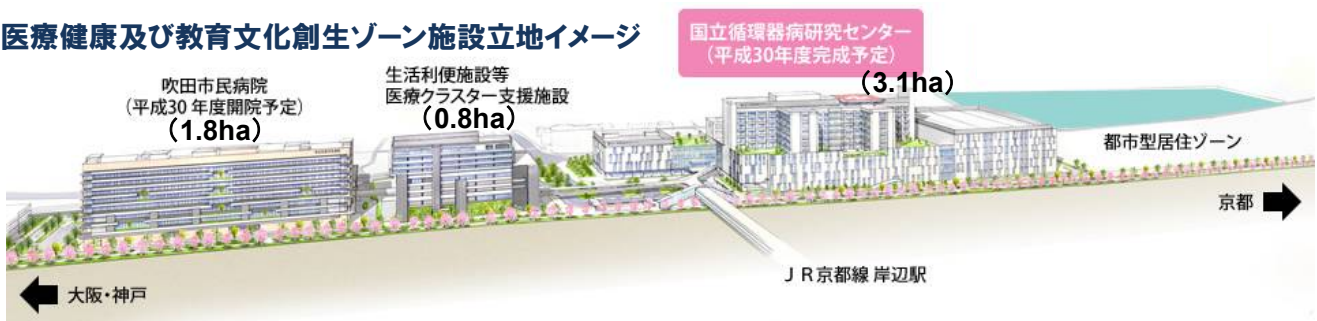 医療健康及び教育文化創生ゾーン施設立地イメージ
吹田市民病院
(平成30年度開院予定)
(1.8ha)
生活利便施設等
医療クラスター支援施設
(0.8ha)
国立循環器病研究センター
(平成30年度完成予定)
(3.1ha)
都市型居住ゾーン
京都
JR京都線 岸辺駅
大阪・神戸